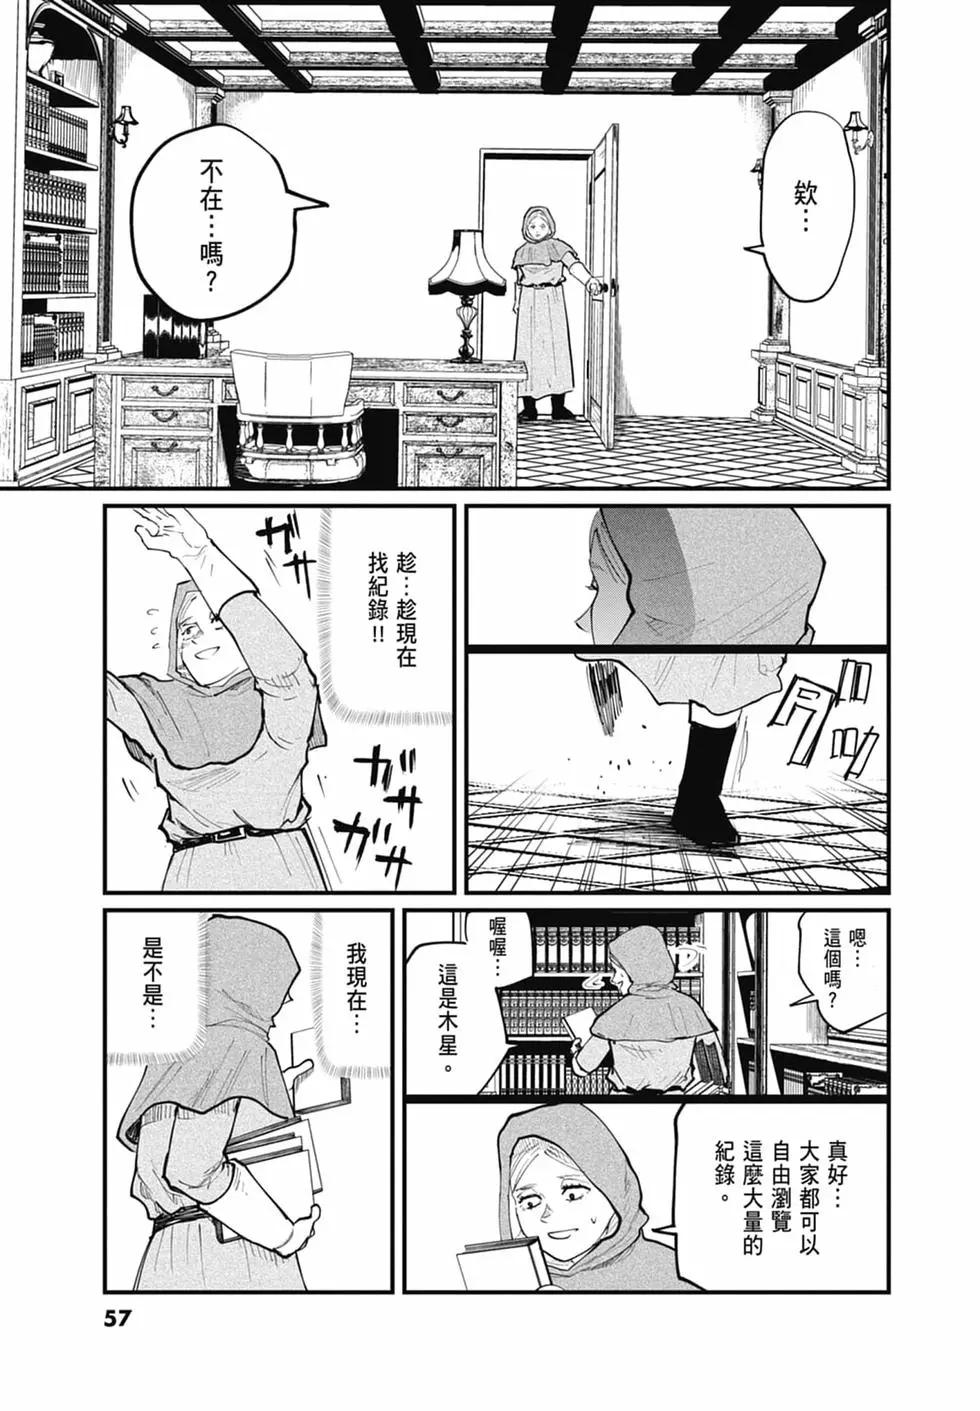 欸…
不在…嗎？
趁…趁現在
找紀錄!!
ガサ
ガサ
ガサ
嗯…
這個嗎？
喔喔…
這是木星。
真好…
大家都可以
自由瀏覽
這麼大量的
紀錄。
我現在…
是不是…
57